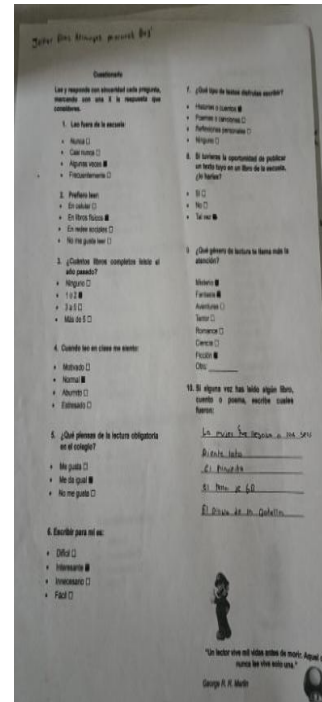 Cuestionario
Lee y responde con sinceridad cada pregunta,
marcando con una X la respuesta que
consideres.
1. Leo fuera de la escuela:
Nunca ☐
Casi nunca ☐
Algunas veces ■
Frecuentemente ☐
2. Prefiero leer:
En celular ☐
En libros físicos ■
En redes sociales ☐
No me gusta leer ☐
3. ¿Cuántos libros completos leíste el
año pasado?
Ninguno ☐
1 o 2 ■
3 a 5 ☐
Más de 5 ☐
4. Cuando leo en clase me siento:
Motivado ☐
Normal ■
Aburrido ☐
Estresado ☐
5. ¿Qué piensas de la lectura obligatoria
en el colegio?
Me gusta ☐
Me da igual ■
No me gusta ☐
6. Escribir para mí es:
Difícil ☐
Interesante ■
Innecesario ☐
Fácil ☐
7. ¿Qué tipo de textos disfrutas escribir?
Historias o cuentos ■
Poemas o canciones ☐
Reflexiones personales ☐
Ninguno ☐
8. Si tuvieras la oportunidad de publicar
un texto tuyo en un libro de la escuela,
¿lo harías?
Sí ☐
No ☐
Tal vez ■
9. ¿Qué género de lectura te llama más la
atención?
Misterio ■
Fantasía ■
Aventuras ☐
Terror ☐
Romance ☐
Ciencia ☐
Ficción ■
Otro:
10. Si alguna vez has leído algún libro,
cuento o poema, escribe cuales
fueron:
La mujer
El
El
"Un lector vive mil vidas antes de morir. Aquel
nunca lee vive solo una."
George R. R. Martin